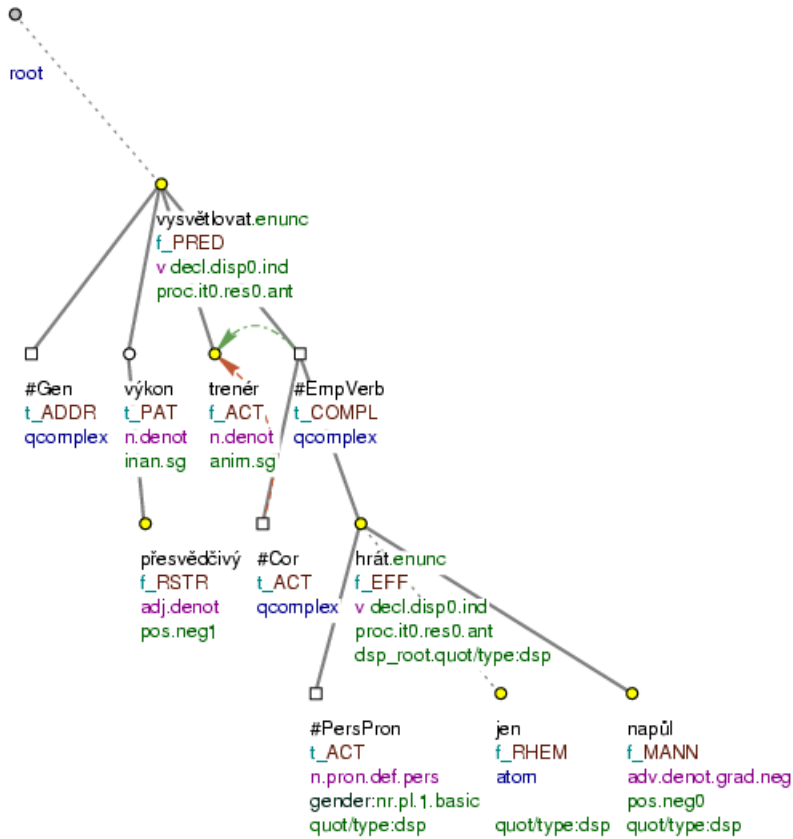 root
vysvětlovat.enunc
f_PRED
v decl.disp0.ind
proc.it0.res0.ant
#Gen
t_ADDR
qcomplex
výkon
t_PAT
n.denot
inan.sg
trenér
f_ACT
n.denot
anim.sg
#EmpVerb
t_COMPL
qcomplex
přesvědčivý
f_RSTR
adj.denot
pos.neg1
#Cor
t_ACT
qcomplex
hrát.enunc
f_EFF
v decl.disp0.ind
proc.it0.res0.ant
dsp_root.quot/type:dsp
#PersPron
t_ACT
n.pron.def.pers
gender:nr.pl.1.basic
quot/type:dsp
jen
f_RHEM
atom
quot/type:dsp
napůl
f_MANN
adv.denot.grad.neg
pos.neg0
quot/type:dsp